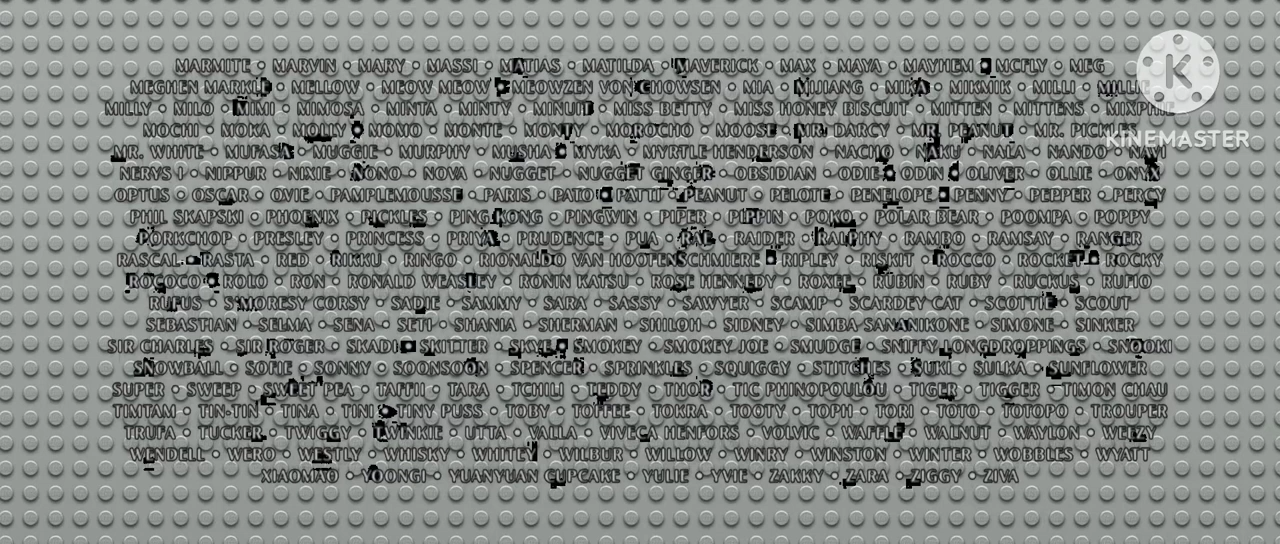 MARMITE • MARVIN • MARY • MASSI • MATIAS • MATILDA • MAVERICK • MAX • MAYA • MAYHEM • MCFLY • MEG
MEGHEN MARKLE • MELLOW • MEOW MEOW • MEOWZEN VON CHOWSEN • MIA • MIJIANG • MIKA • MIKMIK • MILLI •
MILLY • MILO • MIMI • MIMOSA • MINTA • MINTY • MINUIT • MISS BETTY • MISS HONEY BISCUIT • MITTEN • MITTENS • MIXPHIE
MOCHI • MOKA • MOLLY • MOMO • MONTE • MONTY • MOROCHO • MOOSE • MR. DARCY • MR. PEANUT • MR. PICKLES
MR. WHITE • MUFASA • MUGGIE • MURPHY • MUSHA • MYKA • MYRTLE HENDERSON • NACHO • NAKU • NALA • NANDO • NAVI
NERYS I • NIPPUR • NIXIE • NONO • NOVA • NUGGET • NUGGET GINGER • OBSIDIAN • ODIE • ODIN • OLIVER • OLLIE • ONYX
OPTUS • OSCAR • OVIE • PAMPLEMOUSSE • PARIS • PATO • PATTI • PEANUT • PELOTE • PENELOPE • PENNY • PEPPER • PERCY
PHIL SKAPSKI • PHOENIX • PICKLES • PING KONG • PINGWIN • PIPER • PIPPIN • POKO • POLAR BEAR • POOMPA • POPPY
PORKCHOP • PRESLEY • PRINCESS • PRIYA • PRUDENCE • PUA • RAE • RAIDER • RALPHY • RAMBO • RAMSAY • RANGER
RASCAL • RASTA • RED • RIKKU • RINGO • RIONALDO VAN HOOFENSCHMIERE • RIPLEY • RISKIT • ROCCO • ROCKET • ROCKY
ROCOCO • ROLO • RON • RONALD WEASLEY • RONIN KATSU • ROSE HENNEDY • ROXEE • RUBIN • RUBY • RUCKUS • RUFIO
RUFUS • S'MORESY CORSY • SADIE • SAMMY • SARA • SASSY • SAWYER • SCAMP • SCARDEY CAT • SCOTTIE • SCOUT
SEBASTIAN • SELMA • SENA • SETI • SHANIA • SHERMAN • SHILOH • SIDNEY • SIMBA SANANIKONE • SIMONE • SINKER
SIR CHARLES • SIR ROGER • SKADI • SKITTER • SKYE • SMOKEY • SMOKEY JOE • SMUDGE • SNIFFY LONGDROPPINGS • SNOOKI
SNOWBALL • SOFIE • SONNY • SOONSOON • SPENCER • SPRINKLES • SQUIGGY • STITCHES • SUKI • SULKA • SUNFLOWER
SUPER • SWEEP • SWEET PEA • TAFFII • TARA • TCHILI • TEDDY • THOR • TIC PHINOPOULOU • TIGER • TIGGER • TIMON CHAU
TIMTAM • TIN-TIN • TINA • TINI • TINY PUSS • TOBY • TOFFEE • TOKRA • TOOTY • TOPH • TORI • TOTO • TOTOPO • TROUPER
TRUFA • TUCKER • TWIGGY • TWINKIE • UTTA • VALLA • VIVECA HENFORS • VOLVIC • WAFFLE • WALNUT • WAYLON • WEEZY
WENDELL • WERO • WESTLY • WHISKY • WHITEY • WILBUR • WILLOW • WINRY • WINSTON • WINTER • WOBBLES • WYATT
XIAOMAO • YOONGI • YUANYUAN CUPCAKE • YULIE • YVIE • ZAKKY • ZARA • ZIGGY • ZIVA
K
KINEMASTER